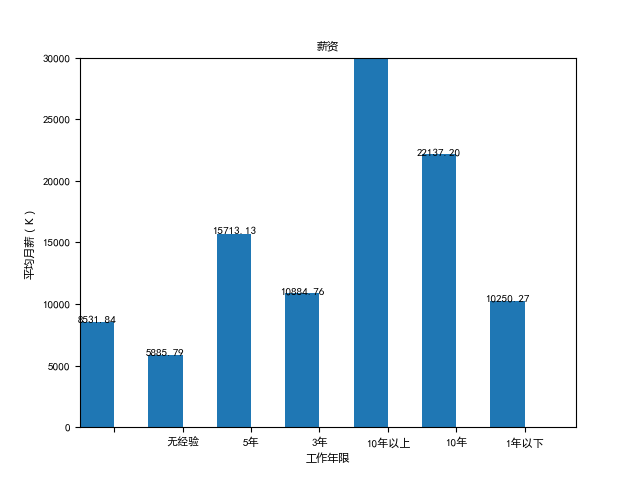 薪资
30000
25000
20000
15000
10000
5000
0
平均月薪（K）
8531.84
5885.79
15713.13
10884.76
22137.20
10250.27
无经验
5年
3年
10年以上
10年
1年以下
工作年限